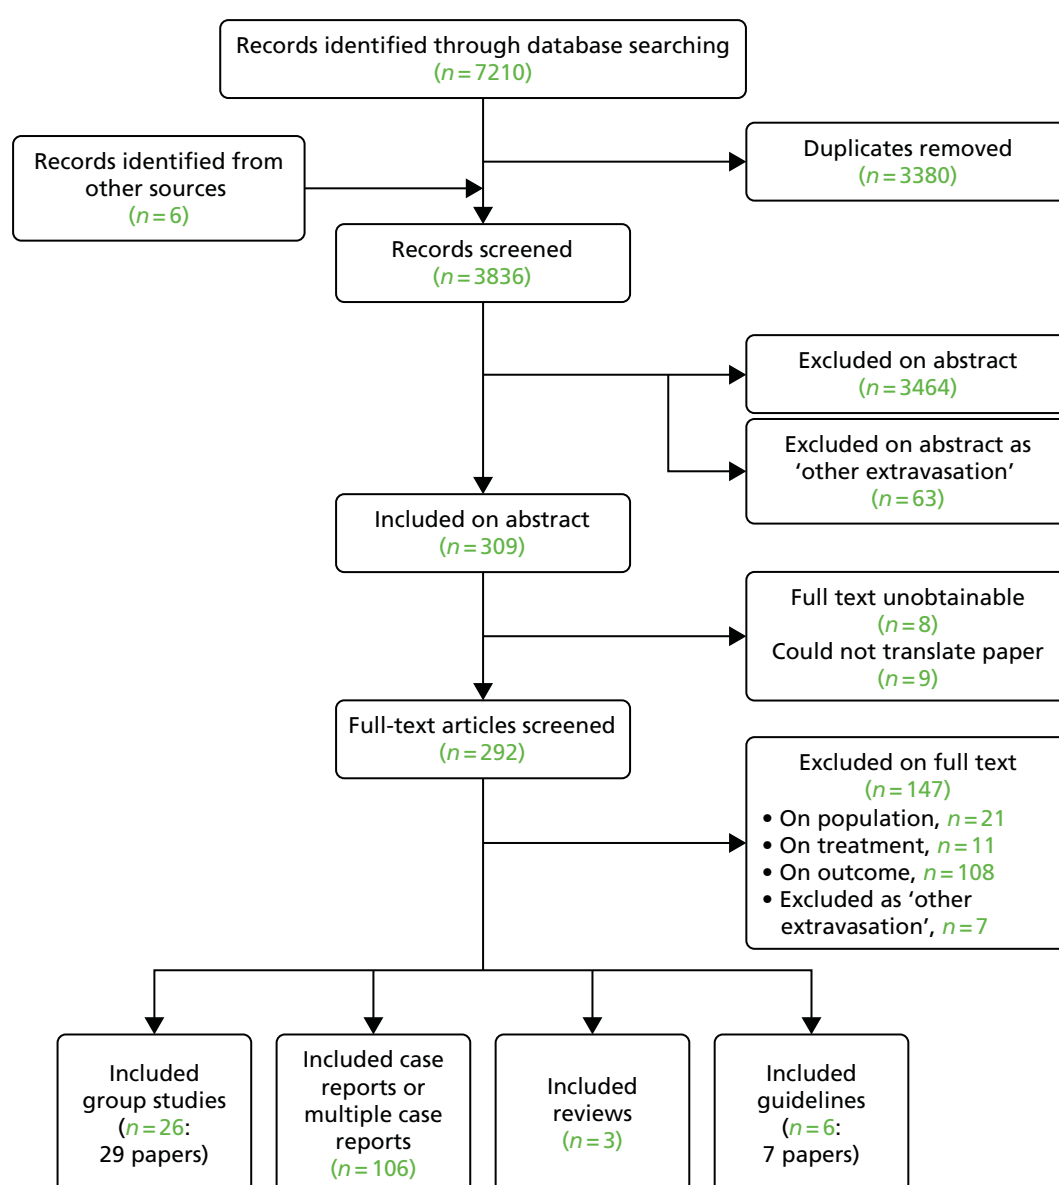 Records identified through database searching
(n = 7210)
Records identified from
other sources
(n = 6)
Duplicates removed
(n = 3380)
Records screened
(n = 3836)
Excluded on abstract
(n = 3464)
Excluded on abstract as
‘other extravasation’
(n = 63)
Included on abstract
(n = 309)
Full text unobtainable
(n = 8)
Could not translate paper
(n = 9)
Full-text articles screened
(n = 292)
Excluded on full text
(n = 147)
• On population, n = 21
• On treatment, n = 11
• On outcome, n = 108
• Excluded as ‘other
extravasation’, n = 7
Included
group studies
(n = 26:
29 papers)
Included case
reports or
multiple case
reports
(n = 106)
Included
reviews
(n = 3)
Included
guidelines
(n = 6:
7 papers)